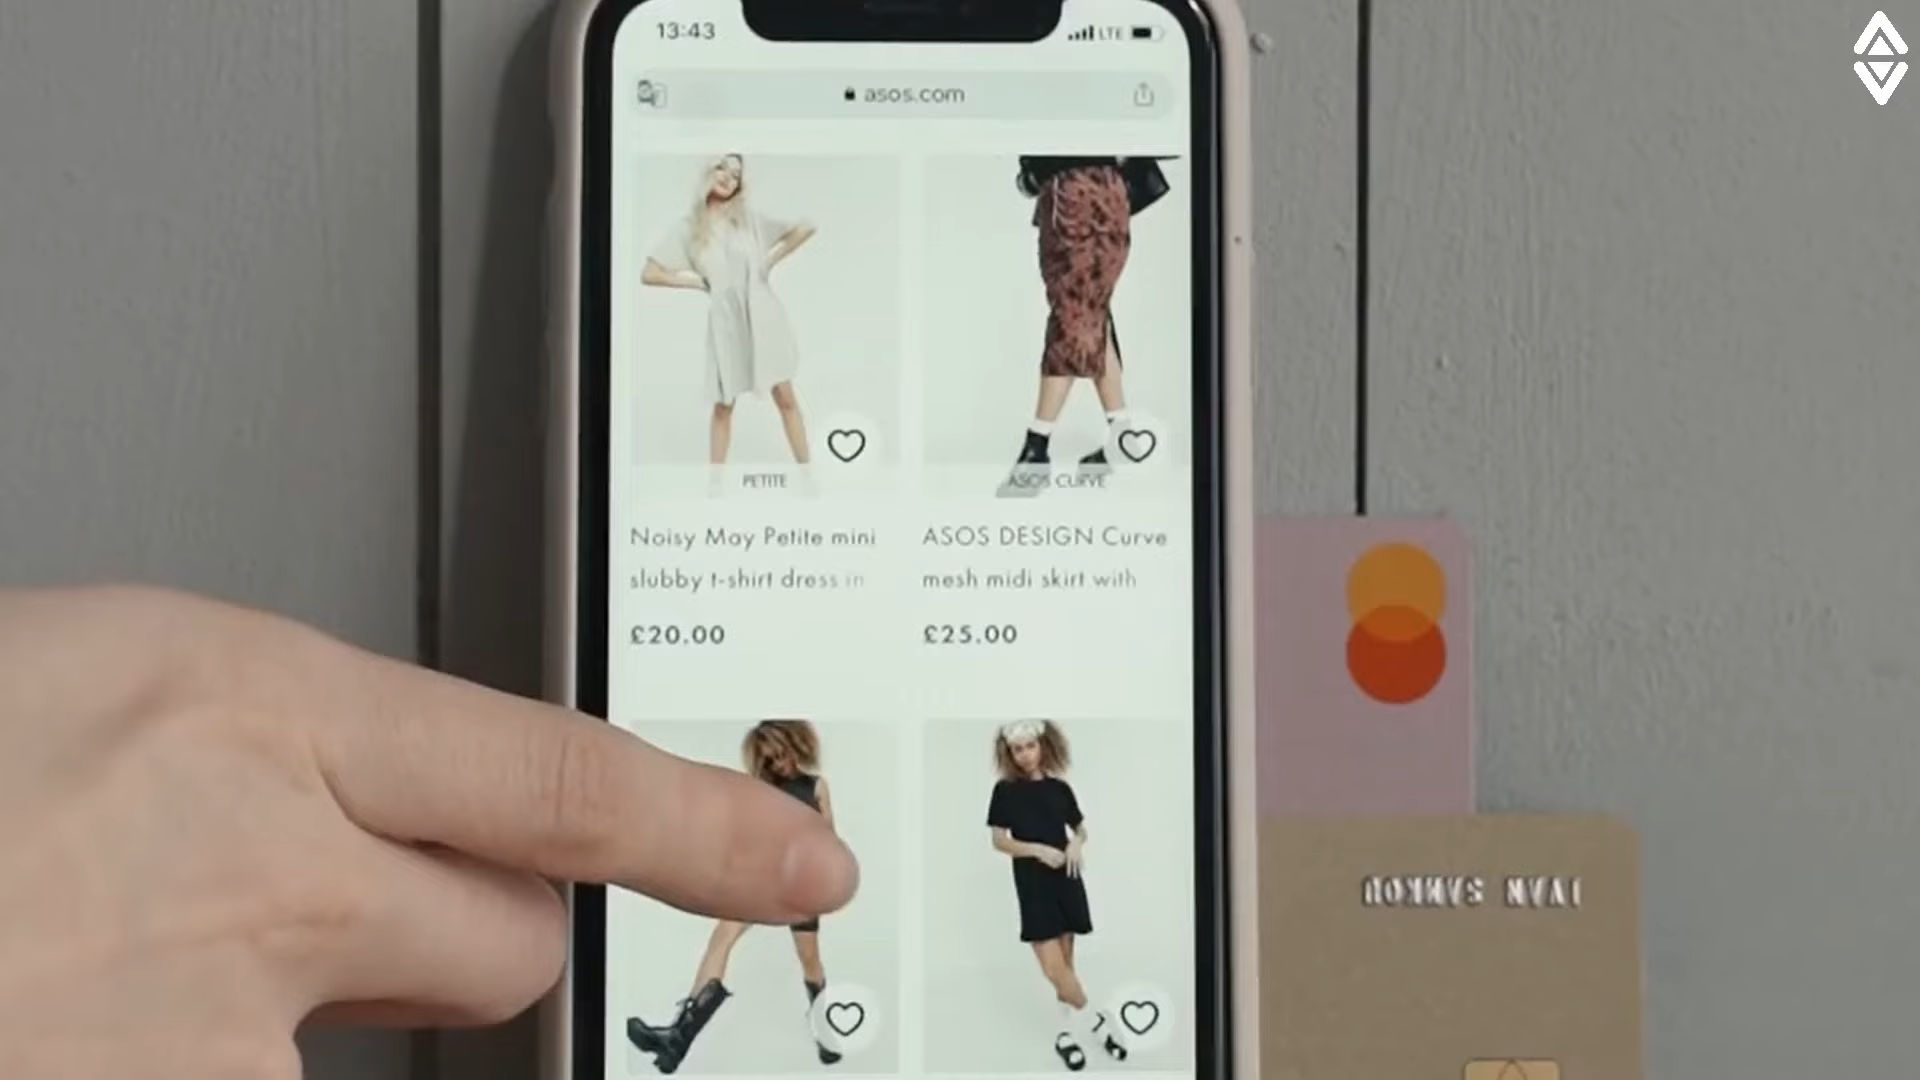 13:43
LTE
asos.com
PETITE
ASOS CURVE
Noisy May Petite mini
slubby t-shirt dress in
£20.00
ASOS DESIGN Curve
mesh midi skirt with
£25.00
IVAN SANKOU